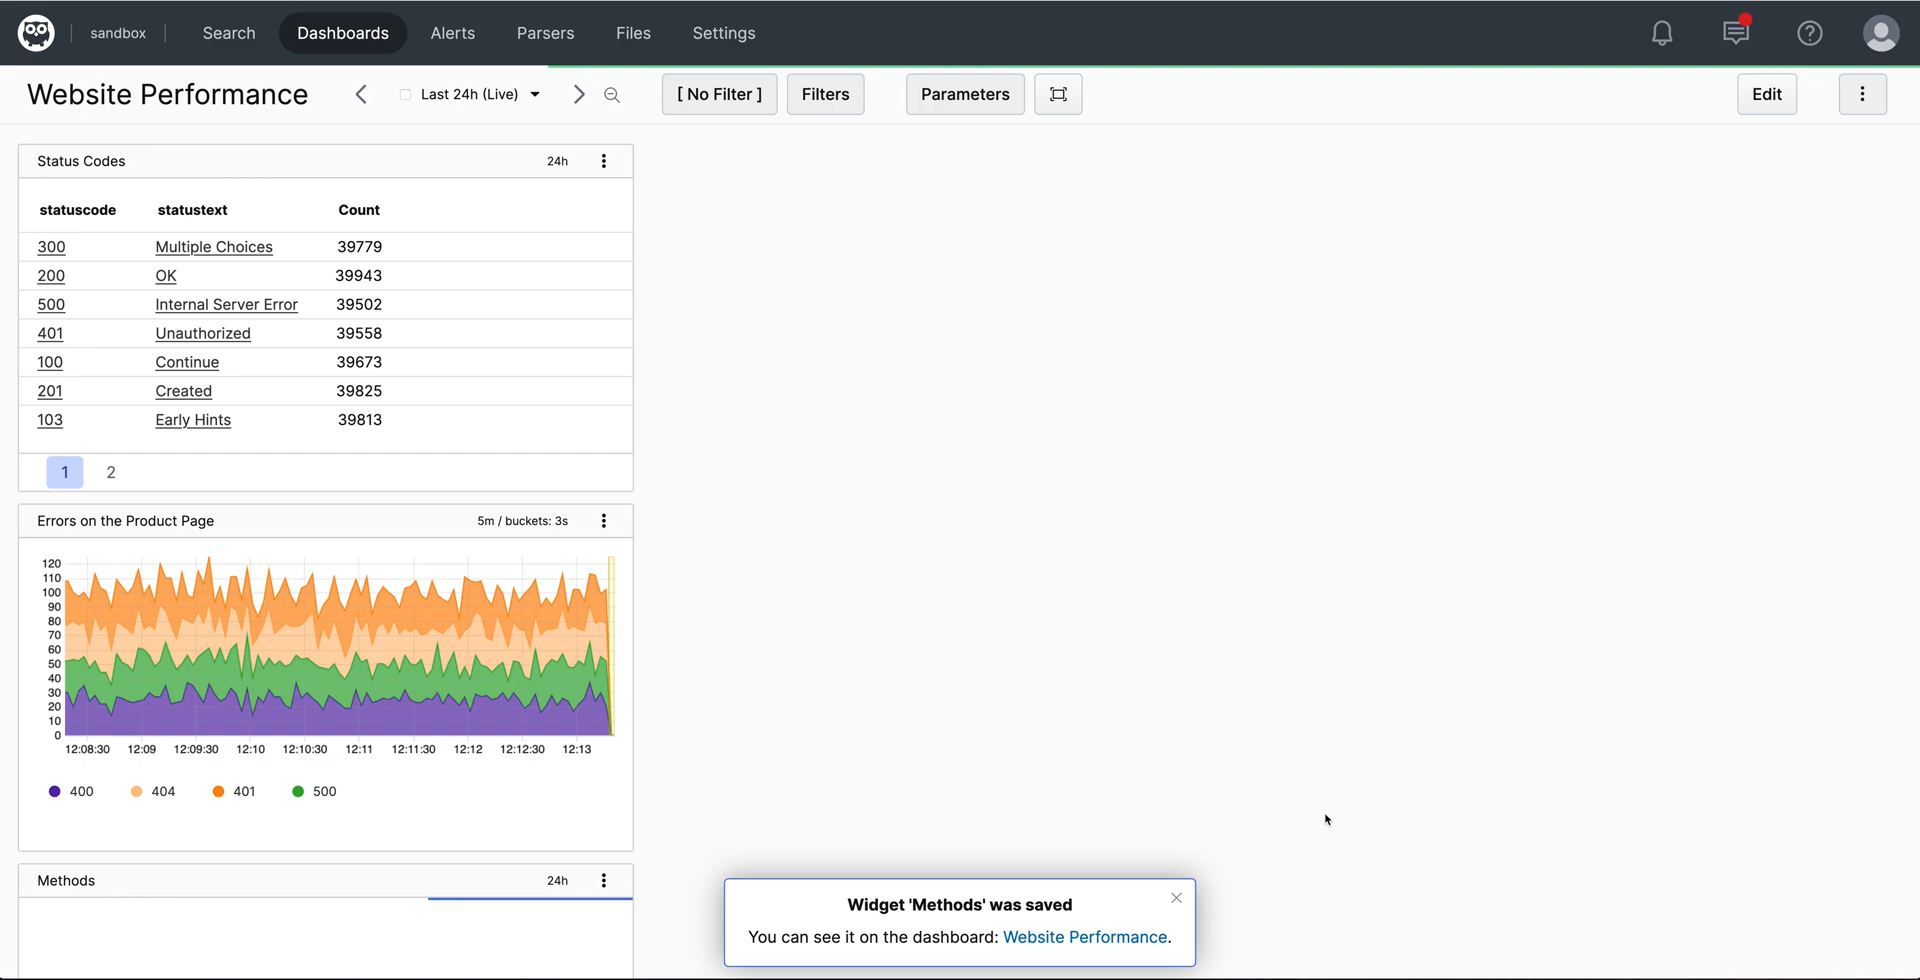 sandbox Search Dashboards Alerts Parsers Files Settings
Website Performance Last 24h (Live) [ No Filter ] Filters Parameters Edit
Status Codes 24h
statuscode statustext Count
300 Multiple Choices 39779
200 OK 39943
500 Internal Server Error 39502
401 Unauthorized 39558
100 Continue 39673
201 Created 39825
103 Early Hints 39813
1 2
Errors on the Product Page 5m / buckets: 3s
120
110
100
90
80
70
60
50
40
30
20
10
0
12:08:30 12:09 12:09:30 12:10 12:10:30 12:11 12:11:30 12:12 12:12:30 12:13
400 404 401 500
Methods 24h
Widget 'Methods' was saved
You can see it on the dashboard: Website Performance.